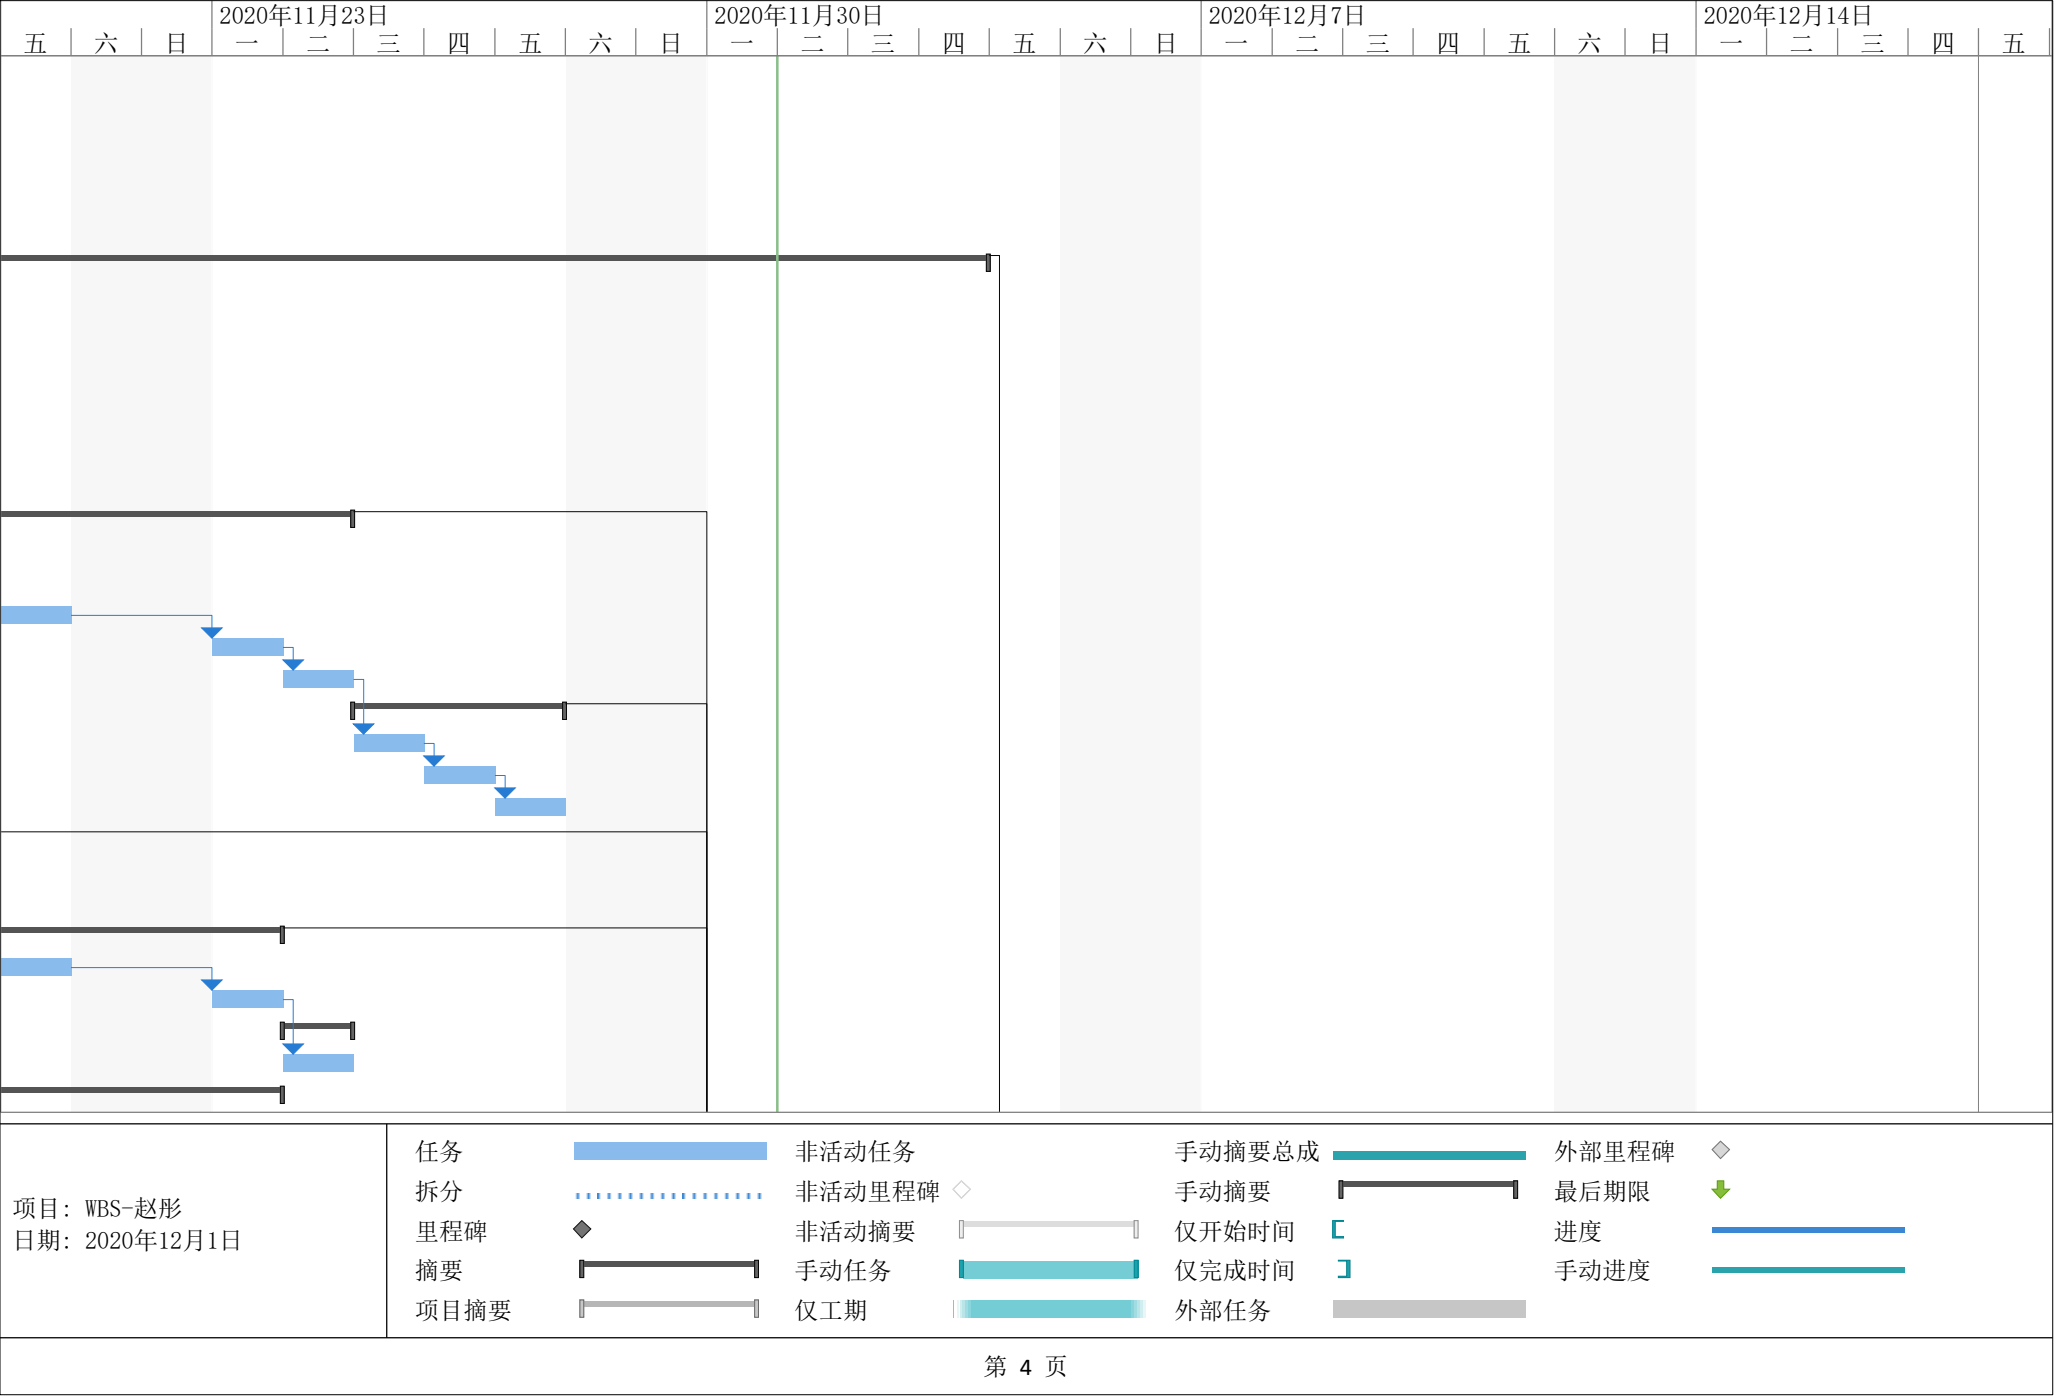 2020年11月23日 2020年11月30日 2020年12月7日 2020年12月14日
五 六 日 一 二 三 四 五 六 日 一 二 三 四 五 六 日 一 二 三 四 五 六 日 一 二 三 四 五
项目: WBS-赵彤
日期: 2020年12月1日
任务 非活动任务 手动摘要总成 外部里程碑
拆分 非活动里程碑 手动摘要 最后期限
里程碑 非活动摘要 仅开始时间 进度
摘要 手动任务 仅完成时间 手动进度
项目摘要 仅工期 外部任务
第 4 页